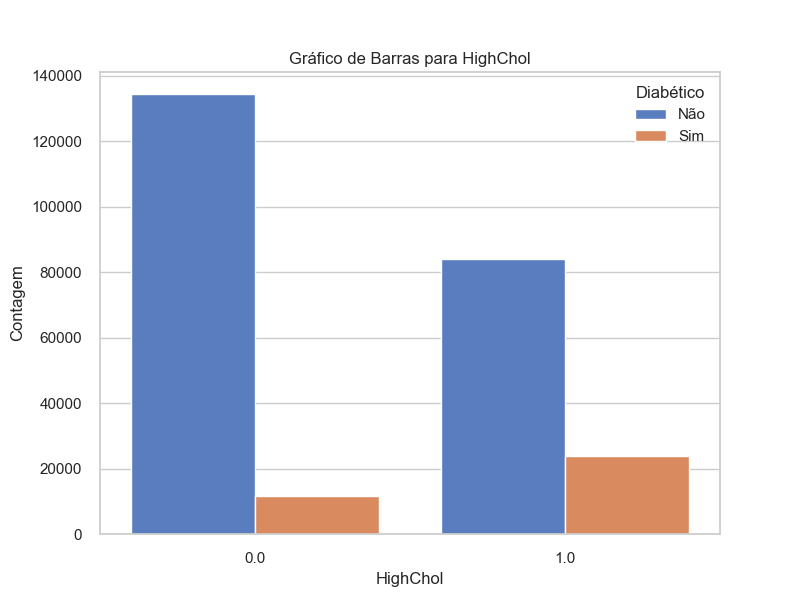 Gráfico de Barras para HighChol
140000
120000
100000
80000
60000
40000
20000
0
Contagem
Diabético
Não
Sim
0.0
1.0
HighChol